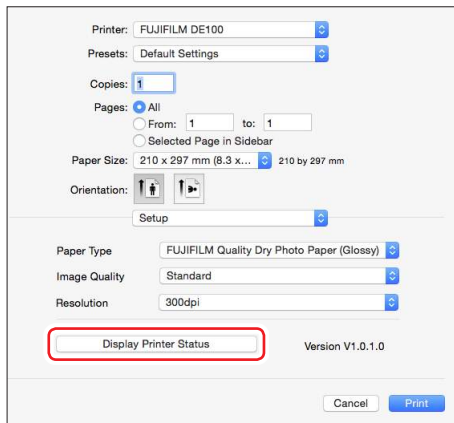 Printer: FUJIFILM DE100
Presets: Default Settings
Copies: 1
Pages: All
From: 1 to: 1
Selected Page in Sidebar
Paper Size: 210 x 297 mm (8.3 x... 210 by 297 mm
Orientation:
Setup
Paper Type FUJIFILM Quality Dry Photo Paper (Glossy)
Image Quality Standard
Resolution 300dpi
Display Printer Status Version V1.0.1.0
Cancel Print